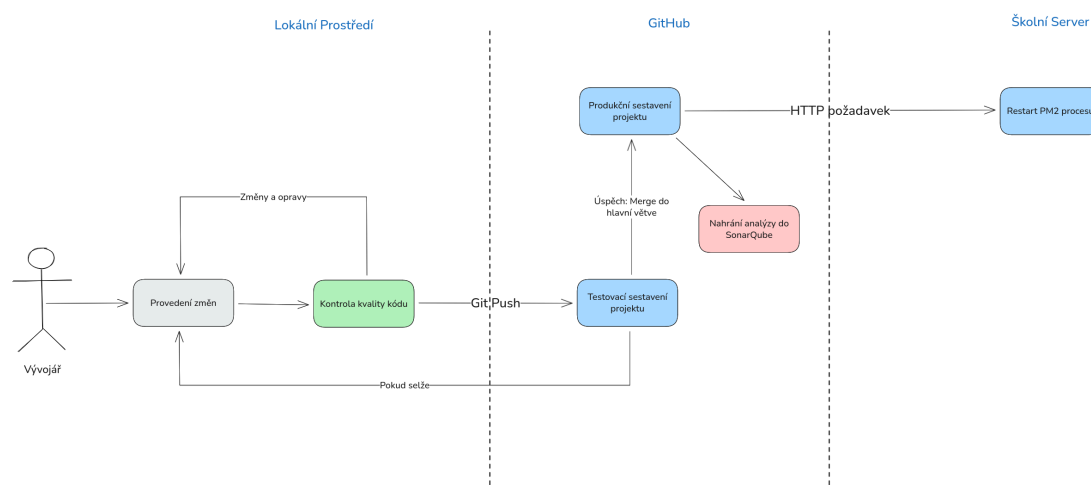 Lokální Prostředí
GitHub
Školní Server
Produkční sestavení
projektu
HTTP požadavek
Restart PM2 procesu
Změny a opravy
Úspěch: Merge do
hlavní větve
Nahrání analýzy do
SonarQube
Provedení změn
Kontrola kvality kódu
Git Push
Testovací sestavení
projektu
Vývojář
Pokud selže